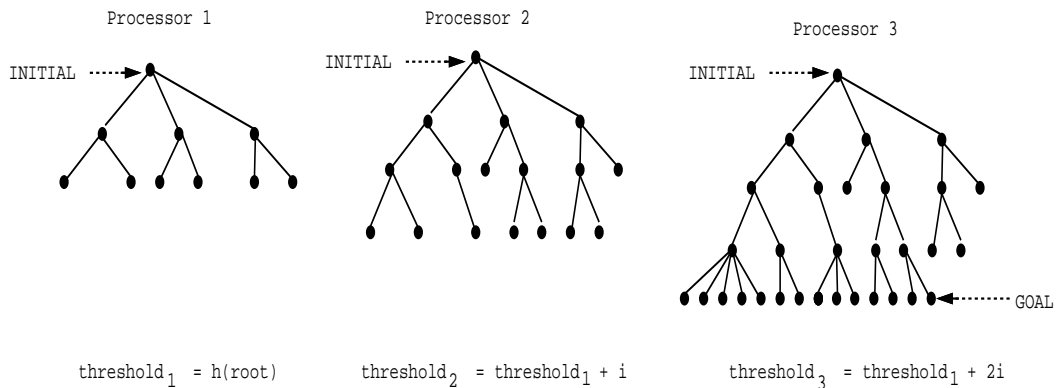 Processor 1
Processor 2
Processor 3
INITIAL
INITIAL
INITIAL
GOAL
threshold₁ = h(root)
threshold₂ = threshold₁ + i
threshold₃ = threshold₁ + 2i